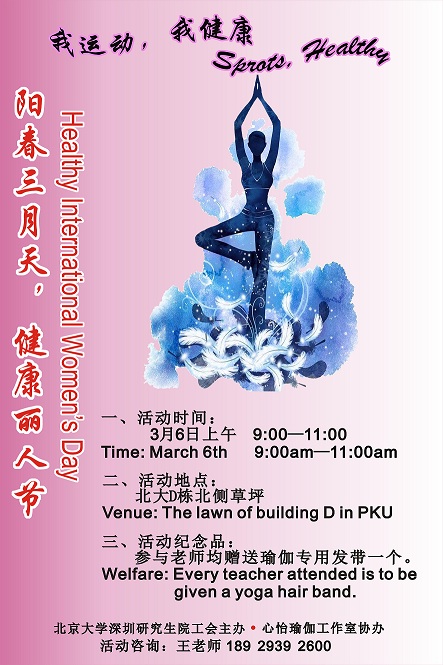 我运动，我健康
Sprots, Healthy
阳春三月天，健康丽人节
Healthy International Women's Day
一、活动时间：
3月6日上午 9:00—11:00
Time: March 6th 9:00am—11:00am
二、活动地点：
北大D栋北侧草坪
Venue: The lawn of building D in PKU
三、活动纪念品：
参与老师均赠送瑜伽专用发带一个。
Welfare: Every teacher attended is to be
given a yoga hair band.
北京大学深圳研究生院工会主办 • 心怡瑜伽工作室协办
活动咨询：王老师 189 2939 2600